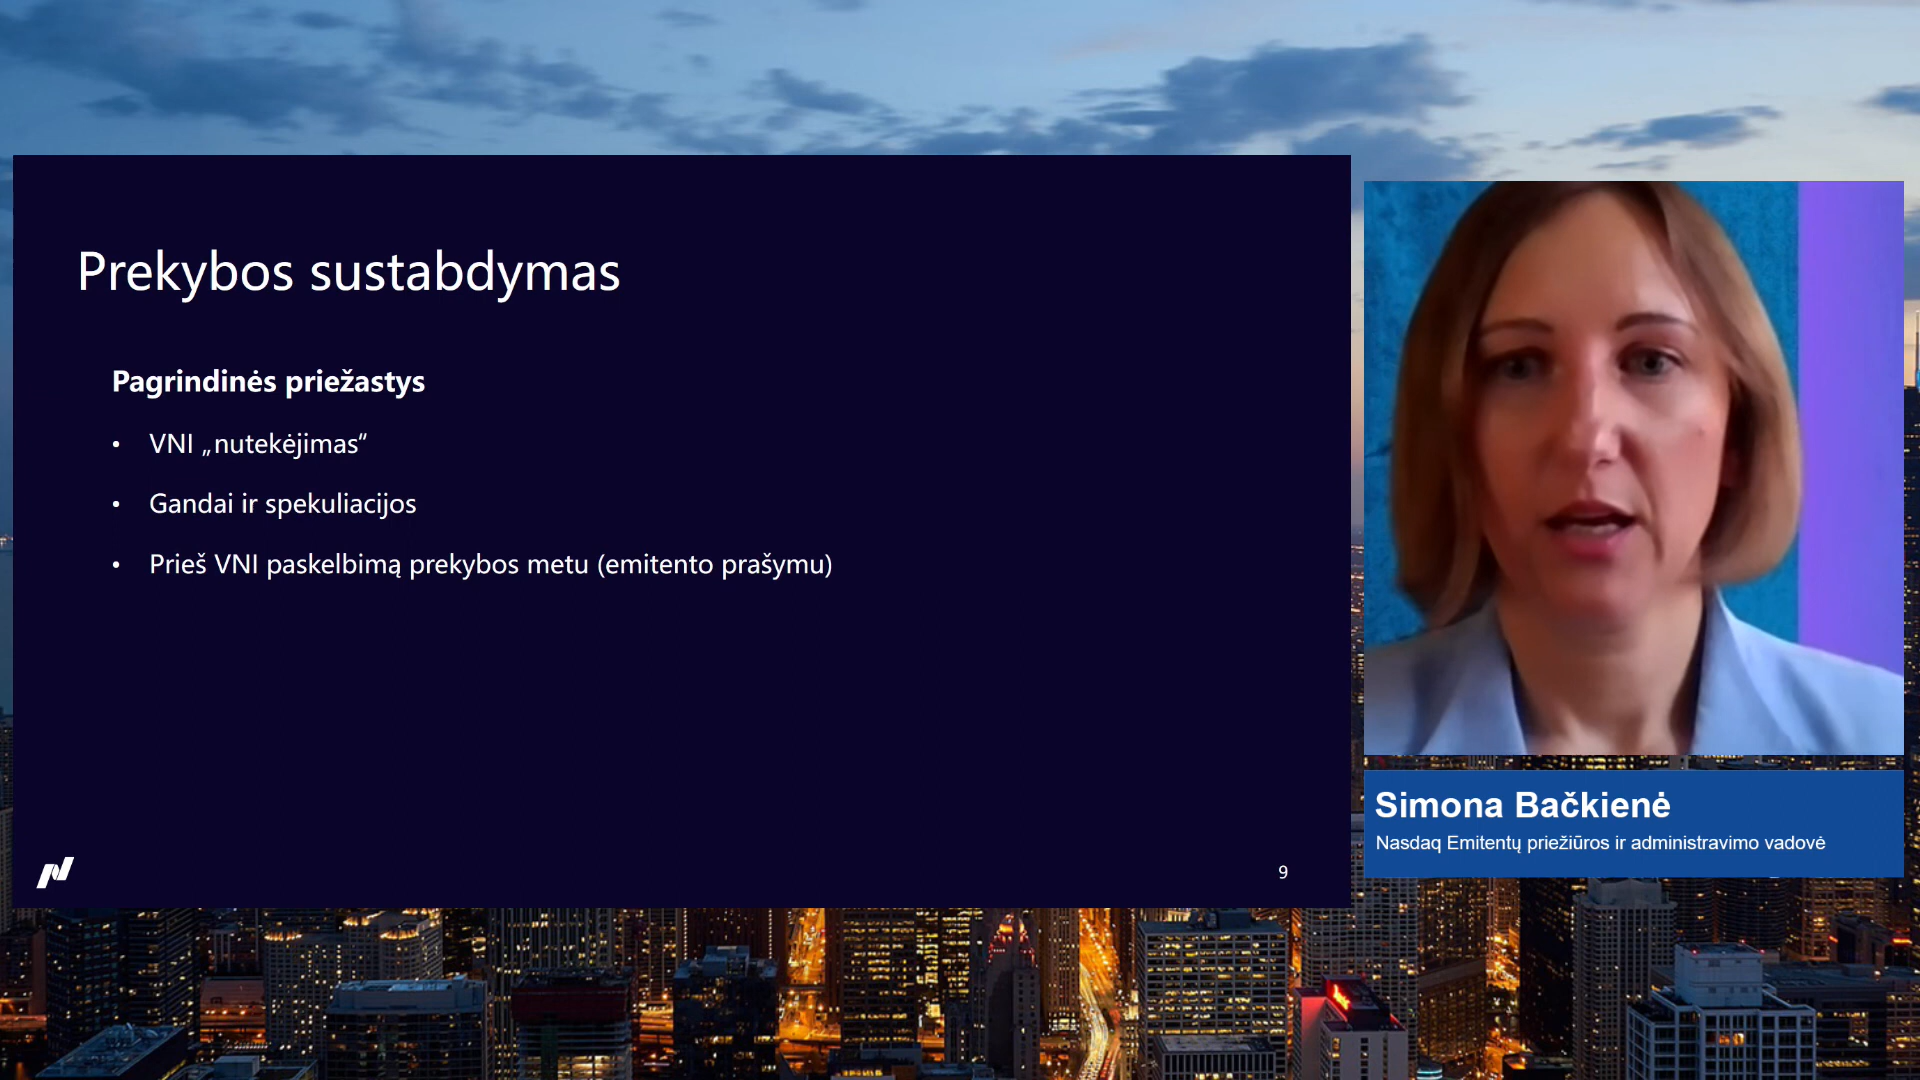 Prekybos sustabdymas
Pagrindinės priežastys
• VNI „nutekėjimas“
• Gandai ir spekuliacijos
• Prieš VNI paskelbimą prekybos metu (emitento prašymu)
9
Simona Bačkienė
Nasdaq Emitentų priežiūros ir administravimo vadovė